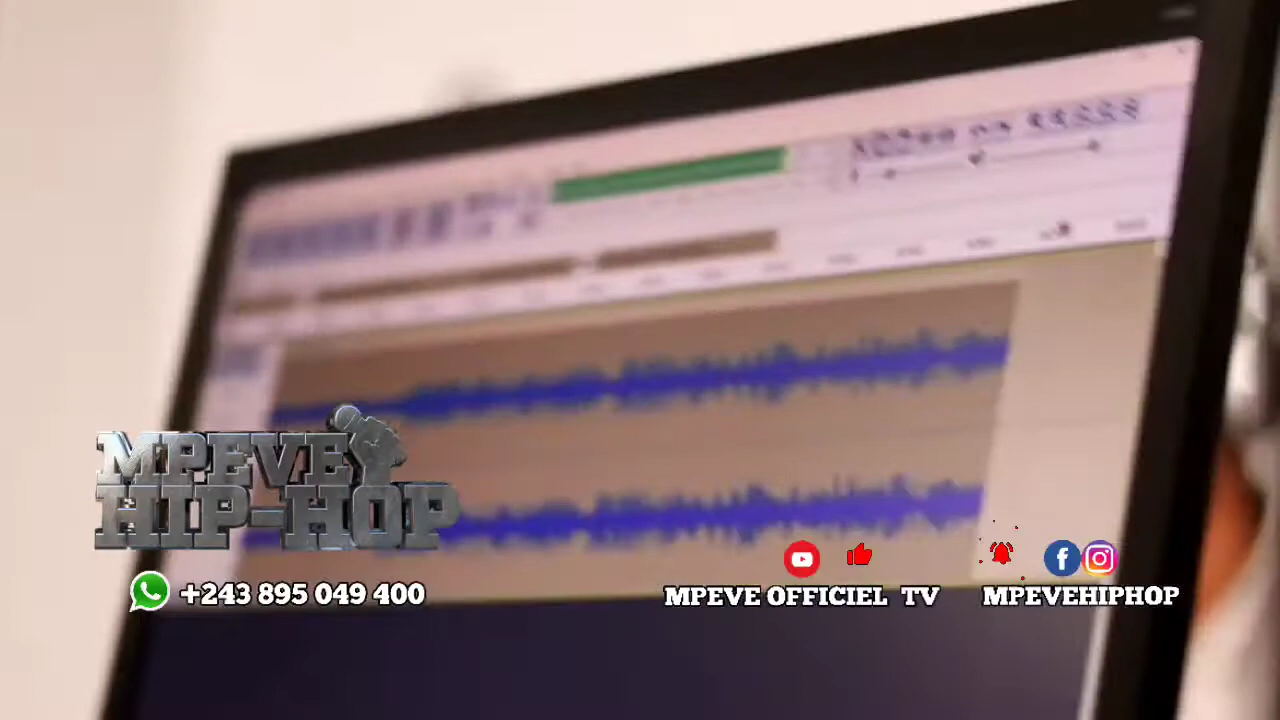 MPEVE
HIP-HOP
+243 895 049 400
MPEVE OFFICIEL TV
MPEVEHIPHOP